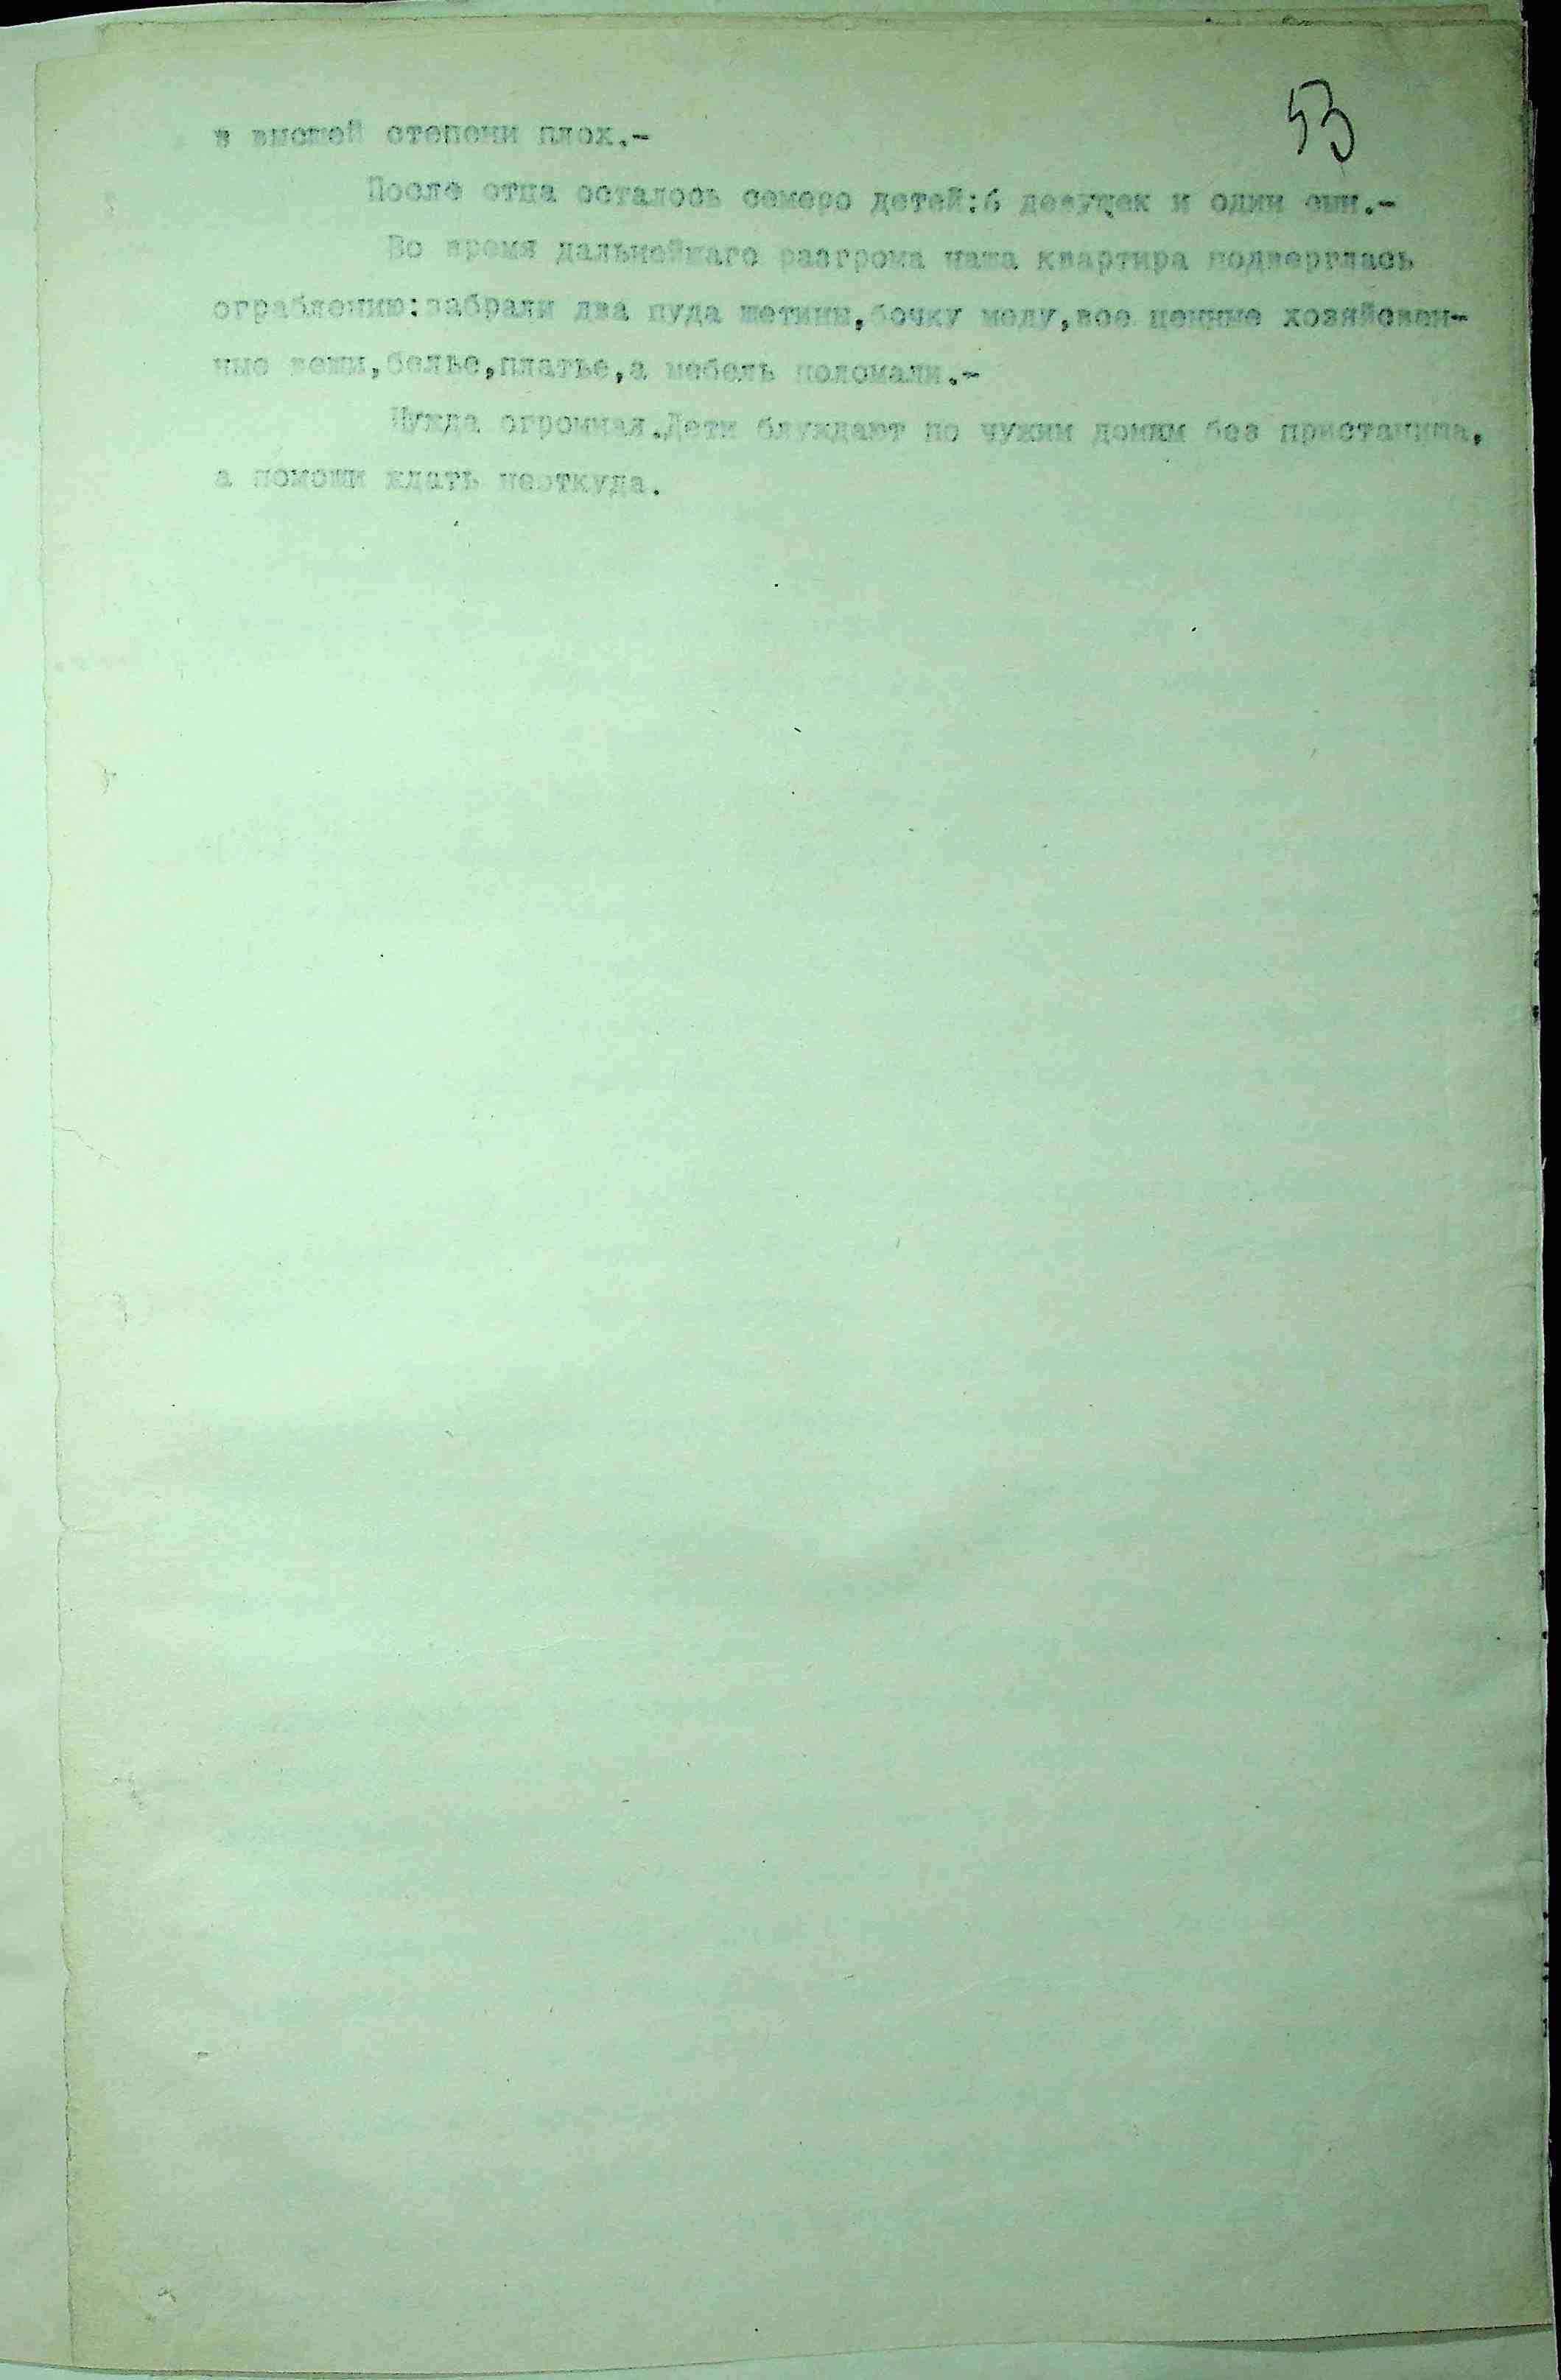 53
в высшей степени плох.-
После отца осталось семеро детей:6 девушек и один сын.-
Во время дальнейшаго разгрома наша квартира подверглась
ограблению:забрали два пуда щетины,бочку меду,все ценные хозяйсвен-
ные вещи,белье,платье,а мебель поломали.-
Нужда огромная.Дети блуждают по чужим домам без пристанища,
а помощи ждать неоткуда.